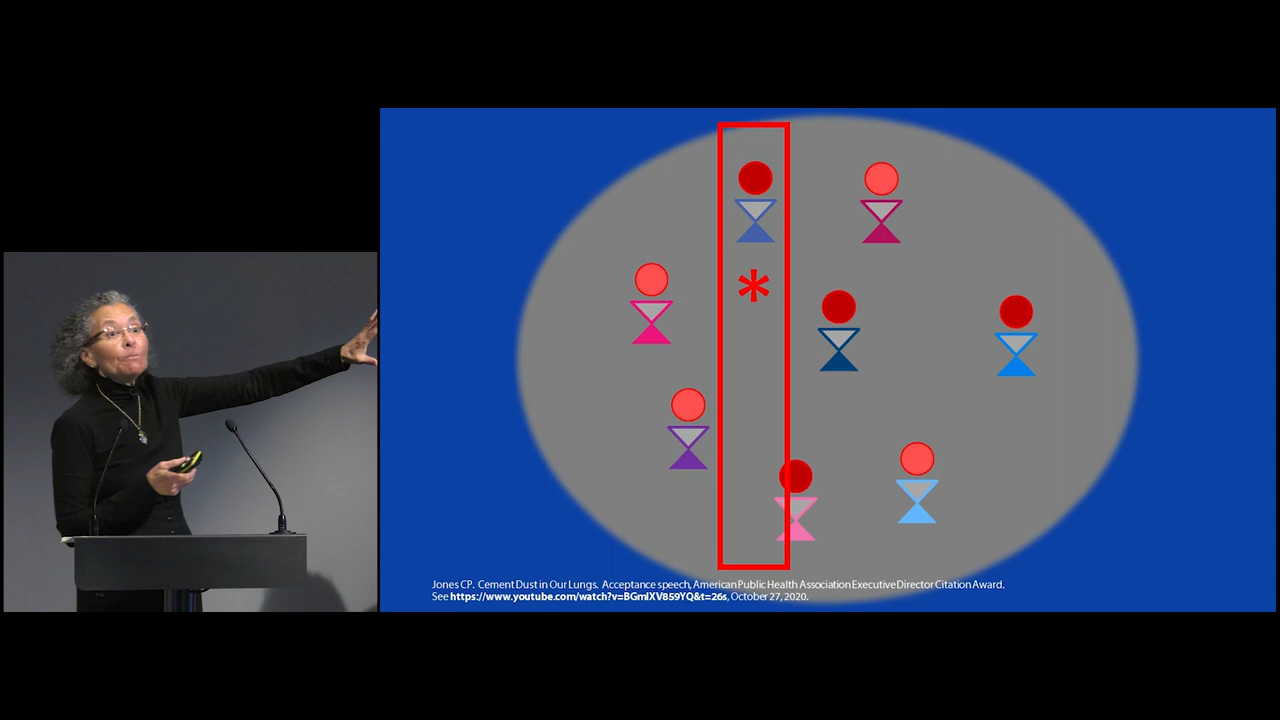 *
Jones CP. Cement Dust in Our Lungs. Acceptance speech, American Public Health Association Executive Director Citation Award.
See https://www.youtube.com/watch?v=BGmIXV859YQ&t=26s, October 27, 2020.